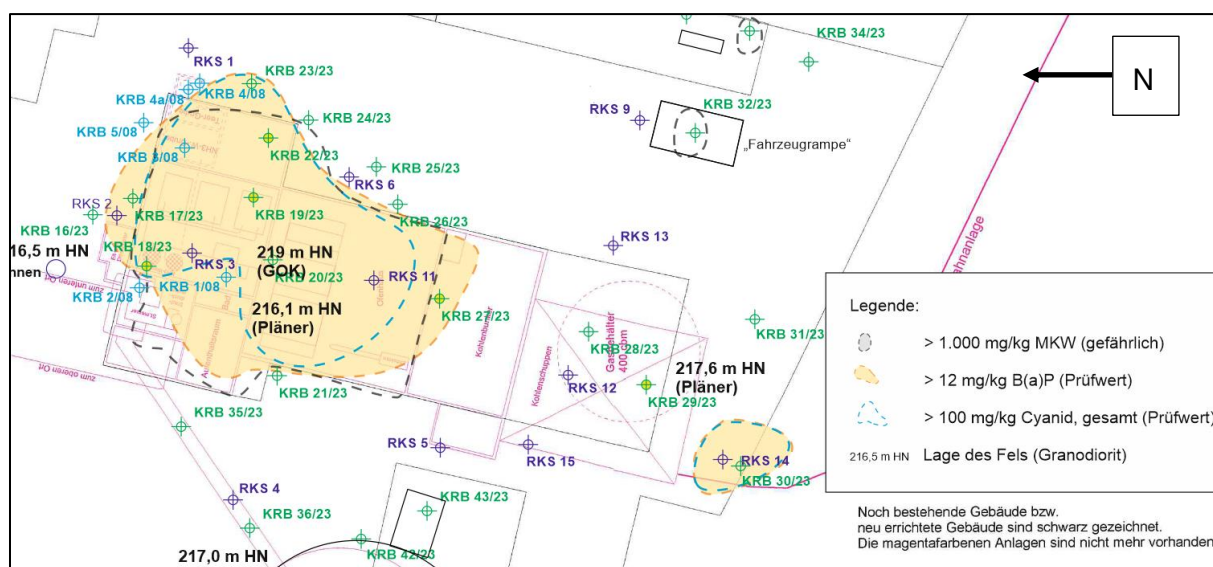 KRB 34/23
RKS 1
KRB 23/23
KRB 4a/08
KRB 4/08
N
KRB 5/08
KRB 24/23
RKS 9
KRB 32/23
„Fahrzeugrampe"
KRB 3/08
KRB 22/23
KRB 25/23
RKS 6
RKS 2
KRB 17/23
KRB 19/23
KRB 26/23
KRB 16/23
16,5 m HN
nnen
KRB 18/23
RKS 3
219 m HN
(GOK)
KRB 20/23
RKS 13
zum unteren Ort
KRB 2/08
KRB 1/08
RKS 11
216,1 m HN
(Pläner)
KRB 27/23
Kohlenbunker
Aufenthaltsraum
zum oberen Ort
Kohlenschuppen
Gasbehälter
400 cbm
KRB 28/23
KRB 31/23
hnanlage
217,6 m HN
(Pläner)
RKS 12
KRB 29/23
KRB 21/23
KRB 35/23
RKS 5
RKS 15
RKS 14
KRB 30/23
RKS 4
KRB 36/23
KRB 43/23
KRB 42/23
217,0 m HN
Legende:
> 1.000 mg/kg MKW (gefährlich)
> 12 mg/kg B(a)P (Prüfwert)
> 100 mg/kg Cyanid, gesamt (Prüfwert)
216,5 m HN Lage des Fels (Granodiorit)
Noch bestehende Gebäude bzw.
neu errichtete Gebäude sind schwarz gezeichnet.
Die magentafarbenen Anlagen sind nicht mehr vorhanden